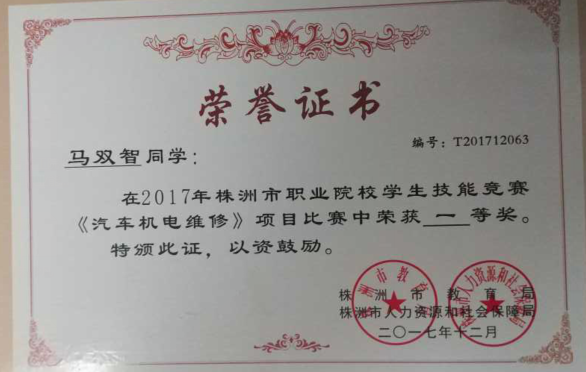 荣誉证书
编号：T201712063
马双智同学：
在2017年株洲市职业院校学生技能竞赛
《汽车机电维修》项目比赛中荣获 一 等奖。
特颁此证，以资鼓励。
株洲市教育局
株洲市人力资源和社会保障局
二〇一七年十二月